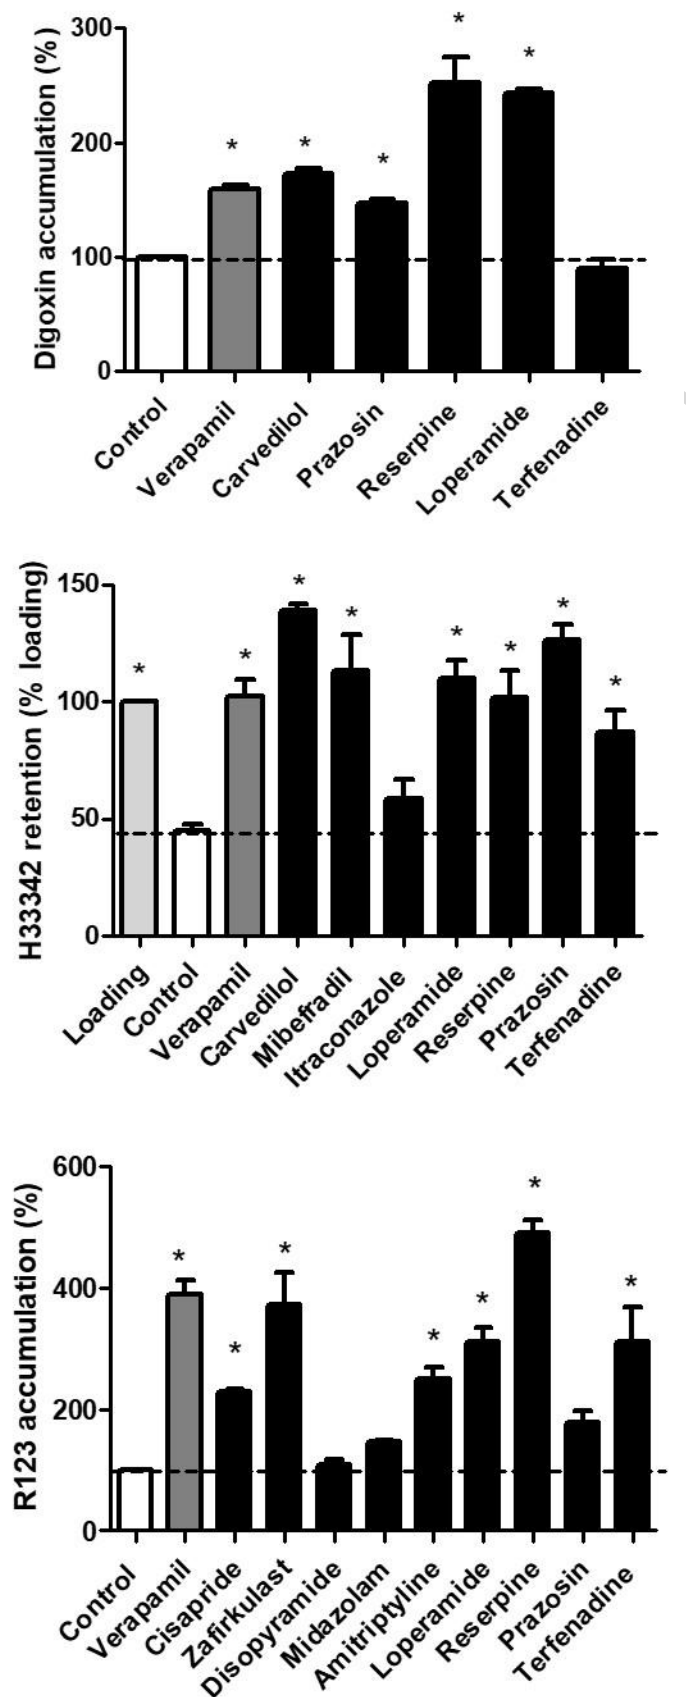 Digoxin accumulation (%)
300
200
100
0
* * * * *
Control
Verapamil
Carvedilol
Prazosin
Reserpine
Loperamide
Terfenadine
H33342 retention (% loading)
150
100
50
0
* * * * * * * *
Loading
Control
Verapamil
Carvedilol
Mibefradil
Itraconazole
Loperamide
Reserpine
Prazosin
Terfenadine
R123 accumulation (%)
600
400
200
0
* * * * * * *
Control
Verapamil
Cisapride
Zafirkulast
Disopyramide
Midazolam
Amitriptyline
Loperamide
Reserpine
Prazosin
Terfenadine